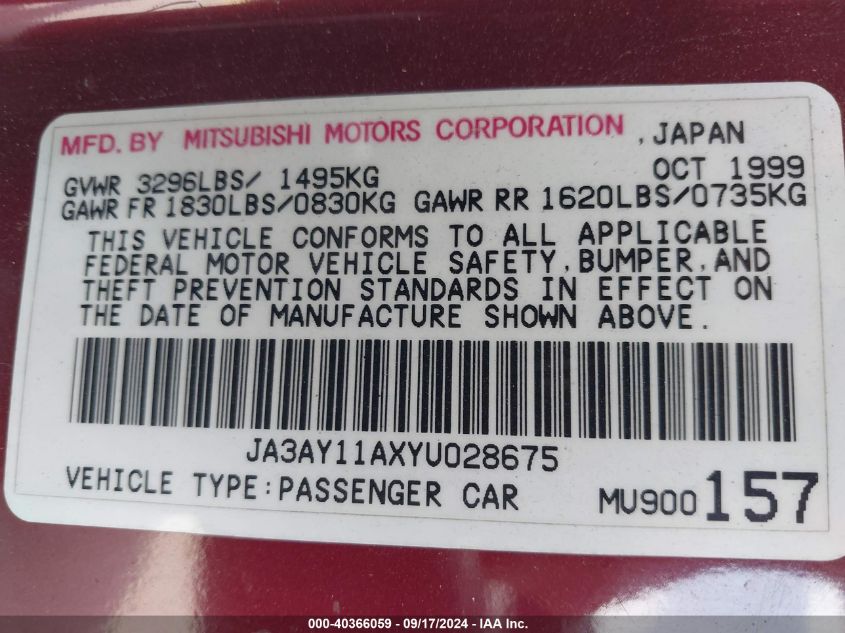 MFD. BY MITSUBISHI MOTORS CORPORATION, JAPAN
GVWR 3296LBS/ 1495KG OCT 1999
GAWR FR 1830LBS/0830KG GAWR RR 1620LBS/0735KG
THIS VEHICLE CONFORMS TO ALL APPLICABLE
FEDERAL MOTOR VEHICLE SAFETY, BUMPER, AND
THEFT PREVENTION STANDARDS IN EFFECT ON
THE DATE OF MANUFACTURE SHOWN ABOVE.
JA3AY11AXYU028675
VEHICLE TYPE:PASSENGER CAR MU900 157
000-40366059 - 09/17/2024 - IAA Inc.